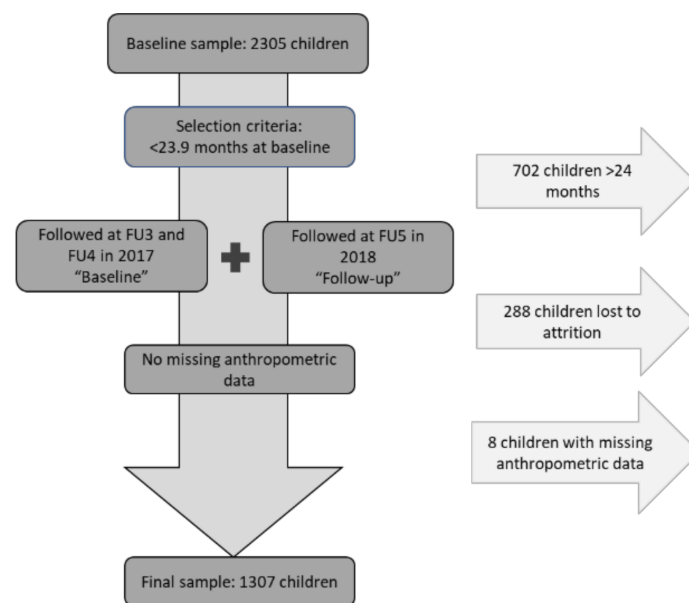 Baseline sample: 2305 children
Selection criteria:
<23.9 months at baseline
702 children >24
months
Followed at FU3 and
FU4 in 2017
“Baseline”
Followed at FU5 in
2018
“Follow-up”
288 children lost to
attrition
No missing anthropometric
data
8 children with missing
anthropometric data
Final sample: 1307 children